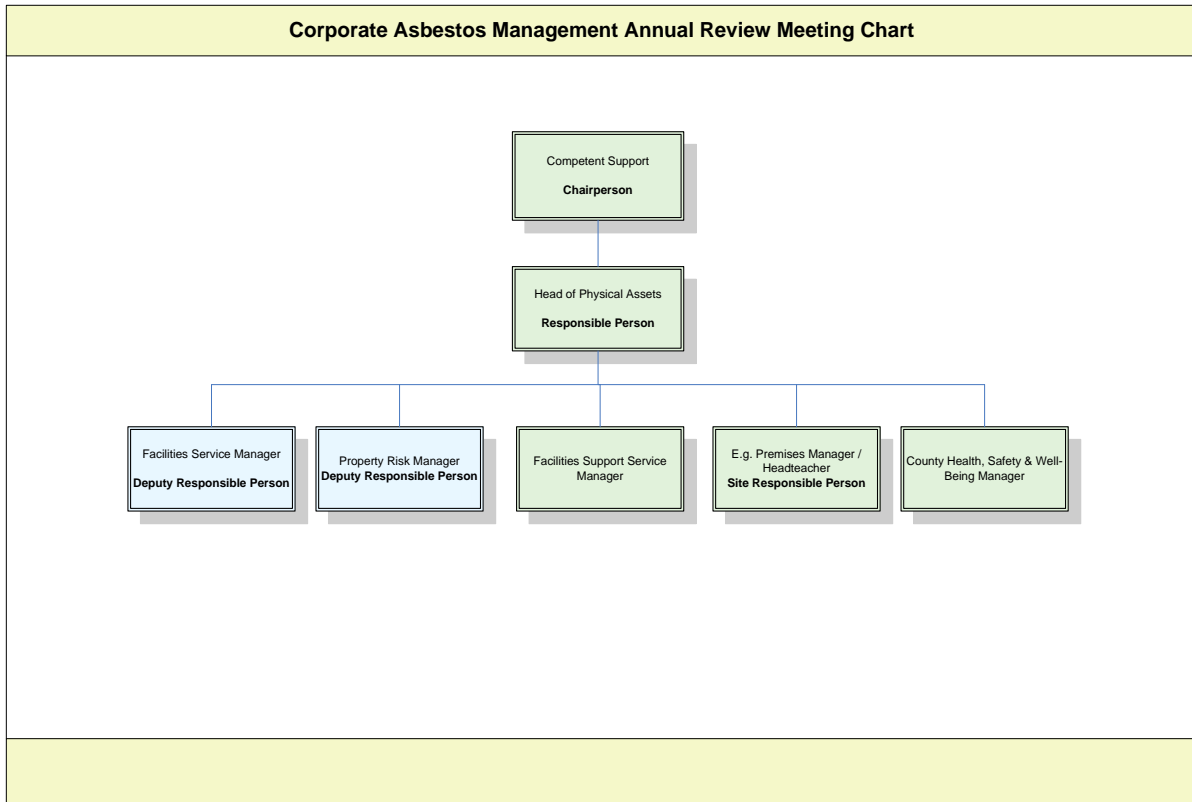 Corporate Asbestos Management Annual Review Meeting Chart
Competent Support
Chairperson
Head of Physical Assets
Responsible Person
Facilities Service Manager
Deputy Responsible Person
Property Risk Manager
Deputy Responsible Person
Facilities Support Service
Manager
E.g. Premises Manager /
Headteacher
Site Responsible Person
County Health, Safety & Well-
Being Manager